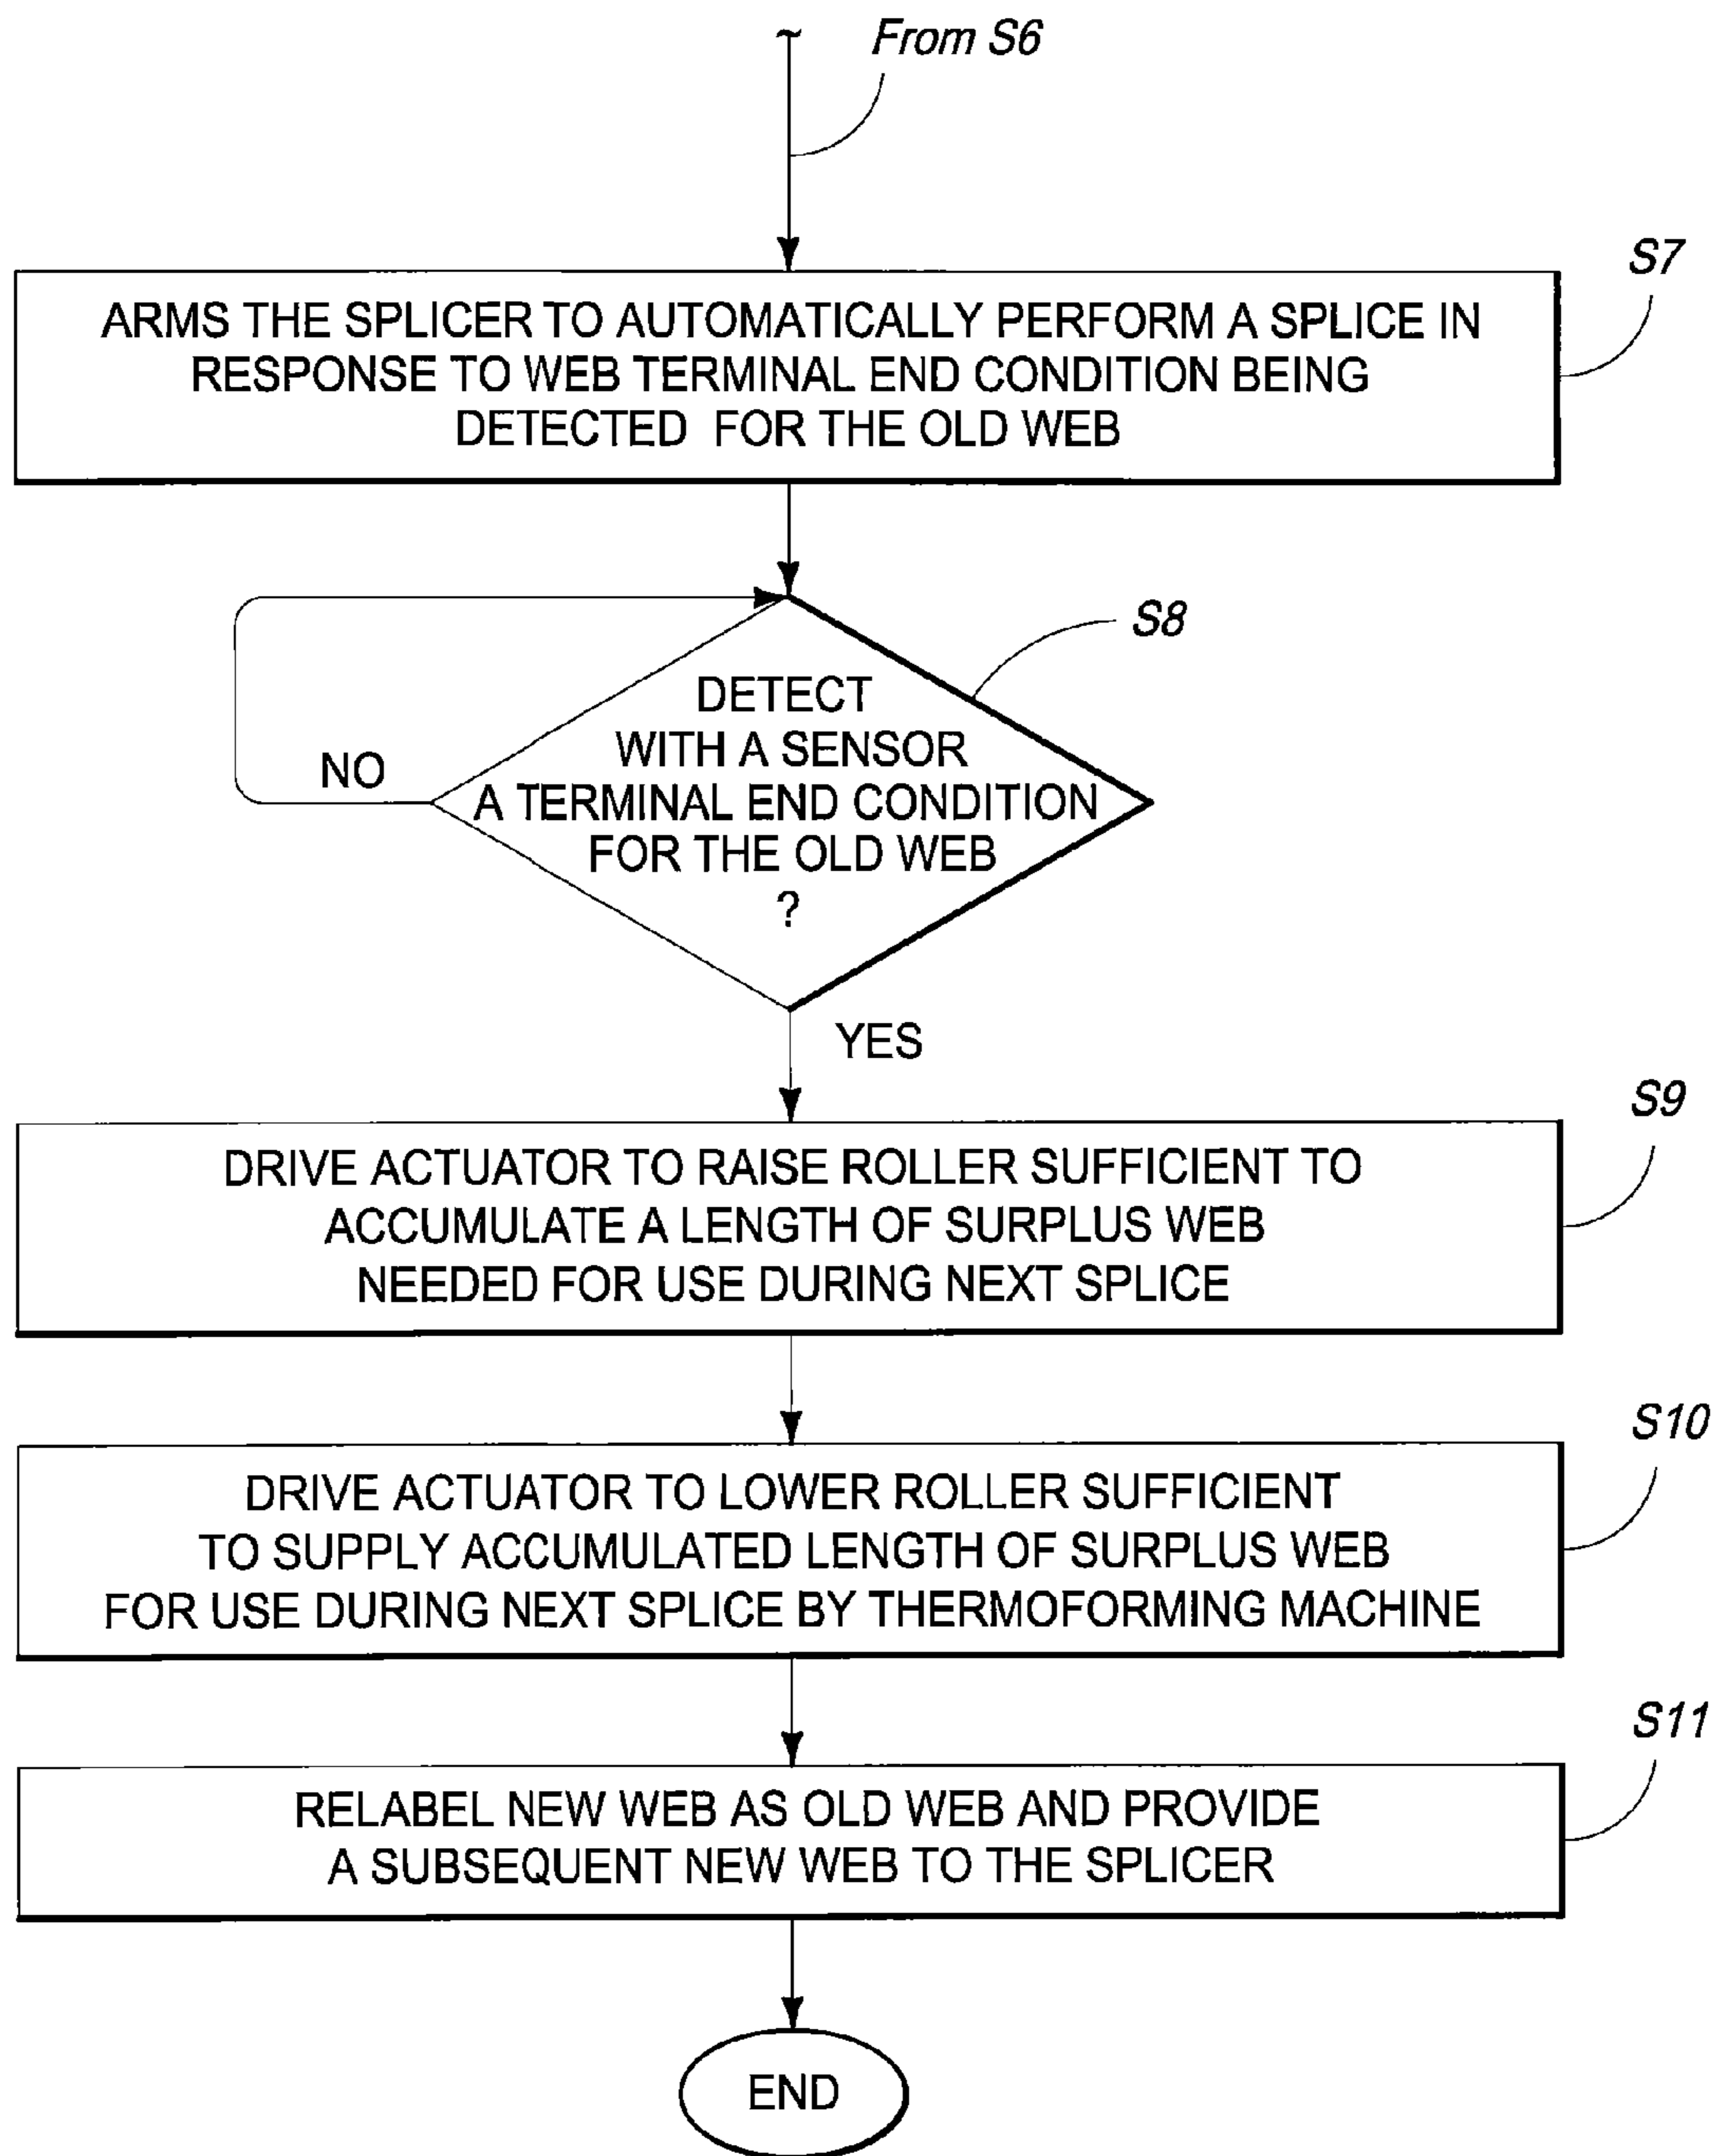 From S6
S7
ARMS THE SPLICER TO AUTOMATICALLY PERFORM A SPLICE IN
RESPONSE TO WEB TERMINAL END CONDITION BEING
DETECTED FOR THE OLD WEB
S8
DETECT
WITH A SENSOR
A TERMINAL END CONDITION
FOR THE OLD WEB
?
NO
YES
S9
DRIVE ACTUATOR TO RAISE ROLLER SUFFICIENT TO
ACCUMULATE A LENGTH OF SURPLUS WEB
NEEDED FOR USE DURING NEXT SPLICE
S10
DRIVE ACTUATOR TO LOWER ROLLER SUFFICIENT
TO SUPPLY ACCUMULATED LENGTH OF SURPLUS WEB
FOR USE DURING NEXT SPLICE BY THERMOFORMING MACHINE
S11
RELABEL NEW WEB AS OLD WEB AND PROVIDE
A SUBSEQUENT NEW WEB TO THE SPLICER
END